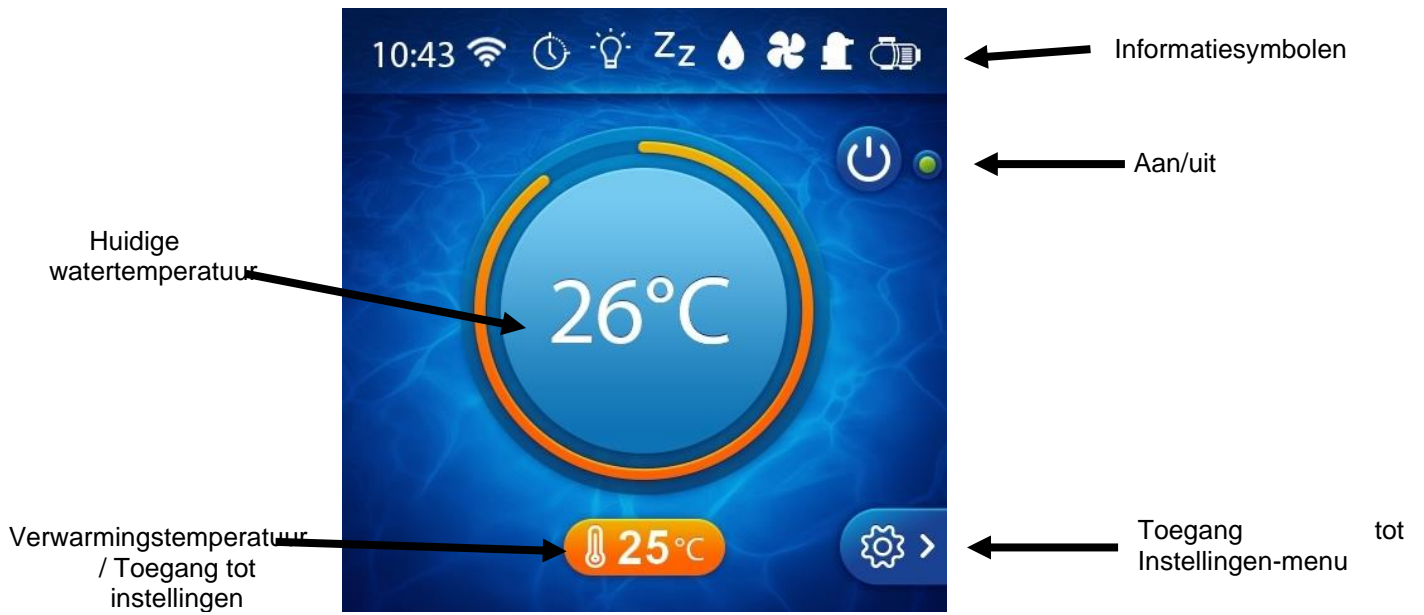 10:43 Zz
Informatiesymbolen
Aan/uit
Huidige
watertemperatuur
26°C
Verwarmingstemperatuur
/ Toegang tot
instellingen
25°C
Toegang tot
Instellingen-menu